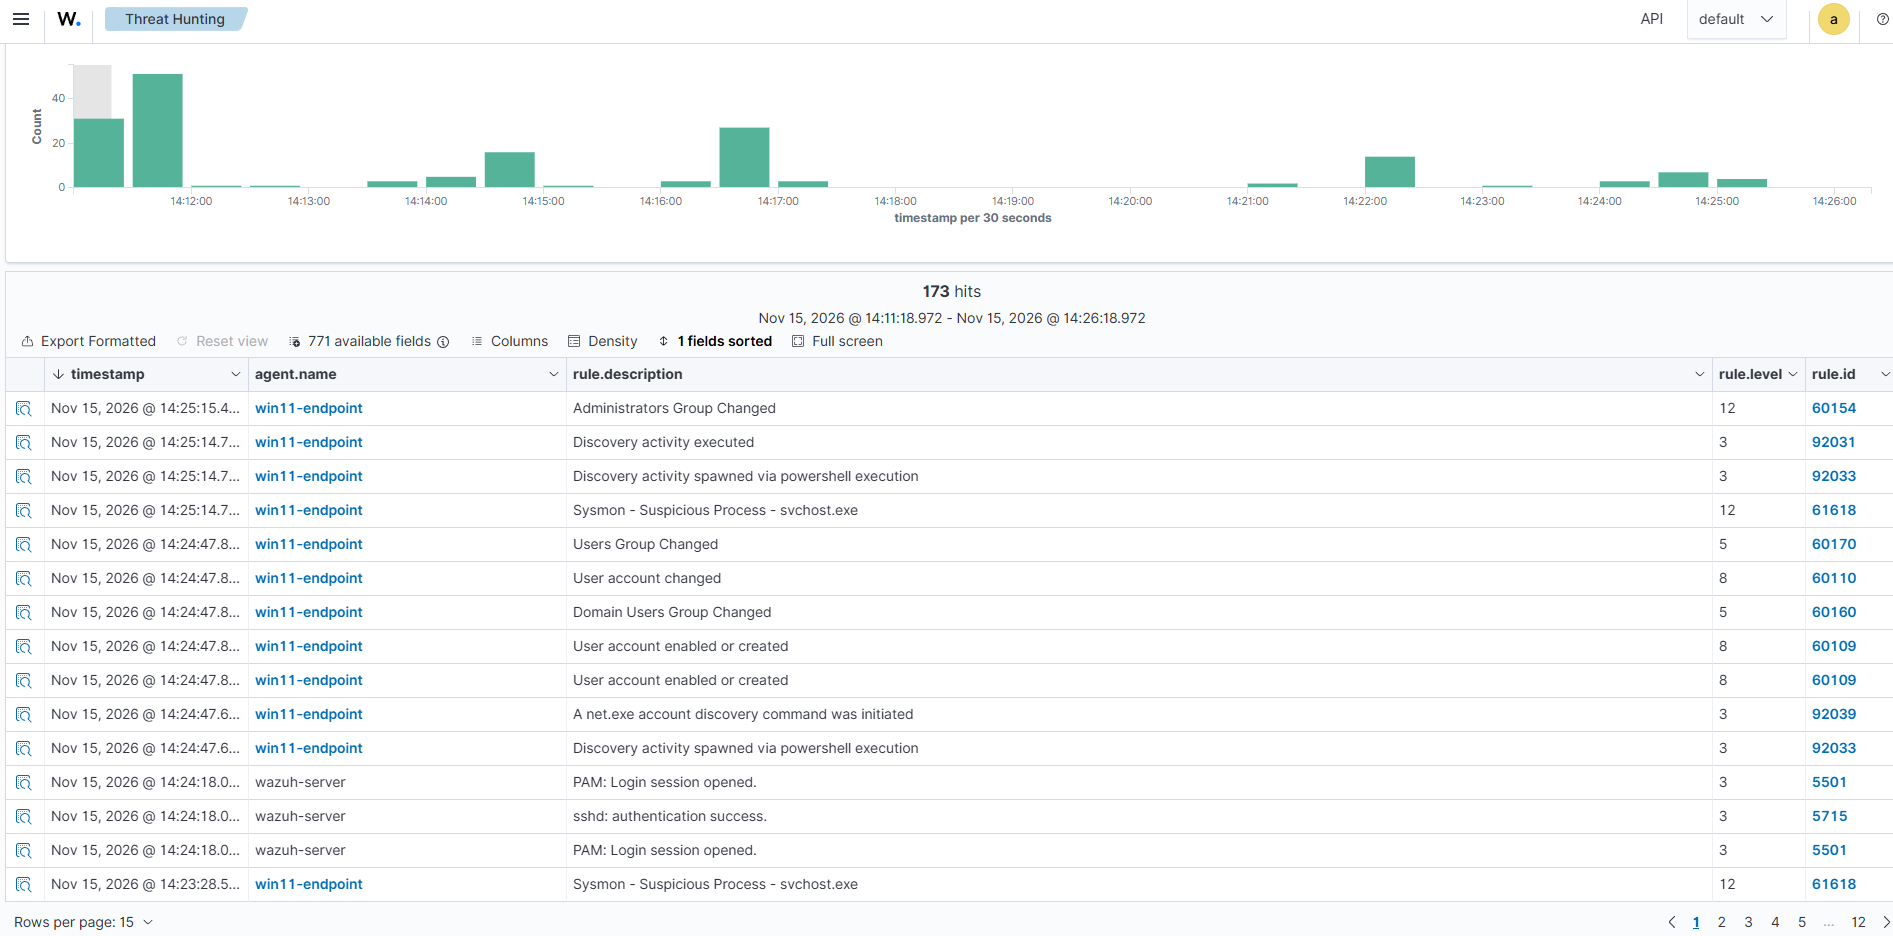 W. Threat Hunting API default a
Count
40
20
0
14:12:00 14:13:00 14:14:00 14:15:00 14:16:00 14:17:00 14:18:00 14:19:00 14:20:00 14:21:00 14:22:00 14:23:00 14:24:00 14:25:00 14:26:00
timestamp per 30 seconds
173 hits
Nov 15, 2026 @ 14:11:18.972 - Nov 15, 2026 @ 14:26:18.972
Export Formatted Reset view 771 available fields Columns Density 1 fields sorted Full screen
timestamp agent.name rule.description rule.level rule.id
Nov 15, 2026 @ 14:25:15.4... win11-endpoint Administrators Group Changed 12 60154
Nov 15, 2026 @ 14:25:14.7... win11-endpoint Discovery activity executed 3 92031
Nov 15, 2026 @ 14:25:14.7... win11-endpoint Discovery activity spawned via powershell execution 3 92033
Nov 15, 2026 @ 14:25:14.7... win11-endpoint Sysmon - Suspicious Process - svchost.exe 12 61618
Nov 15, 2026 @ 14:24:47.8... win11-endpoint Users Group Changed 5 60170
Nov 15, 2026 @ 14:24:47.8... win11-endpoint User account changed 8 60110
Nov 15, 2026 @ 14:24:47.8... win11-endpoint Domain Users Group Changed 5 60160
Nov 15, 2026 @ 14:24:47.8... win11-endpoint User account enabled or created 8 60109
Nov 15, 2026 @ 14:24:47.8... win11-endpoint User account enabled or created 8 60109
Nov 15, 2026 @ 14:24:47.6... win11-endpoint A net.exe account discovery command was initiated 3 92039
Nov 15, 2026 @ 14:24:47.6... win11-endpoint Discovery activity spawned via powershell execution 3 92033
Nov 15, 2026 @ 14:24:18.0... wazuh-server PAM: Login session opened. 3 5501
Nov 15, 2026 @ 14:24:18.0... wazuh-server sshd: authentication success. 3 5715
Nov 15, 2026 @ 14:24:18.0... wazuh-server PAM: Login session opened. 3 5501
Nov 15, 2026 @ 14:23:28.5... win11-endpoint Sysmon - Suspicious Process - svchost.exe 12 61618
Rows per page: 15 1 2 3 4 5 ... 12